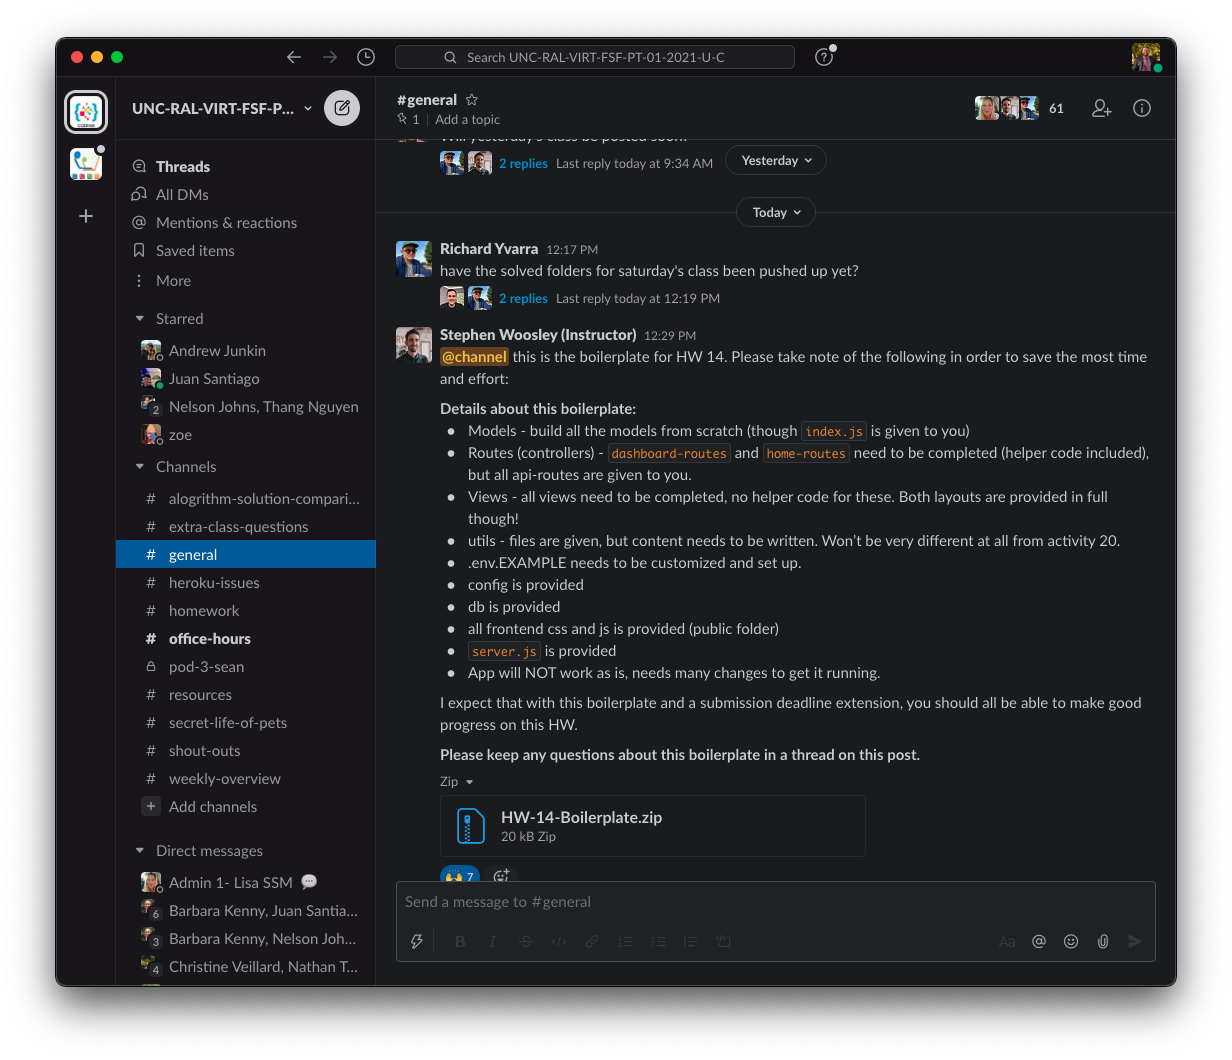 Search UNC-RAL-VIRT-FSF-PT-01-2021-U-C
UNC-RAL-VIRT-FSF-P...
Threads
All DMs
Mentions & reactions
Saved items
More
Starred
Andrew Junkin
Juan Santiago
2 Nelson Johns, Thang Nguyen
zoe
Channels
# alogrithm-solution-compari...
# extra-class-questions
# general
# heroku-issues
# homework
# office-hours
pod-3-sean
# resources
# secret-life-of-pets
# shout-outs
# weekly-overview
+ Add channels
Direct messages
Admin 1- Lisa SSM
6 Barbara Kenny, Juan Santia...
3 Barbara Kenny, Nelson Joh...
4 Christine Veillard, Nathan T...
#general
1 | Add a topic
61
Will yesterday's class be posted soon
2 replies Last reply today at 9:34 AM
Yesterday
Today
Richard Yvarra 12:17 PM
have the solved folders for saturday's class been pushed up yet?
2 replies Last reply today at 12:19 PM
Stephen Woosley (Instructor) 12:29 PM
@channel this is the boilerplate for HW 14. Please take note of the following in order to save the most time
and effort:
Details about this boilerplate:
• Models - build all the models from scratch (though index.js is given to you)
• Routes (controllers) - dashboard-routes and home-routes need to be completed (helper code included),
but all api-routes are given to you.
• Views - all views need to be completed, no helper code for these. Both layouts are provided in full
though!
• utils - files are given, but content needs to be written. Won't be very different at all from activity 20.
• .env.EXAMPLE needs to be customized and set up.
• config is provided
• db is provided
• all frontend css and js is provided (public folder)
• server.js is provided
• App will NOT work as is, needs many changes to get it running.
I expect that with this boilerplate and a submission deadline extension, you should all be able to make good
progress on this HW.
Please keep any questions about this boilerplate in a thread on this post.
Zip
HW-14-Boilerplate.zip
20 kB Zip
7
Send a message to #general
B I S </> Aa @